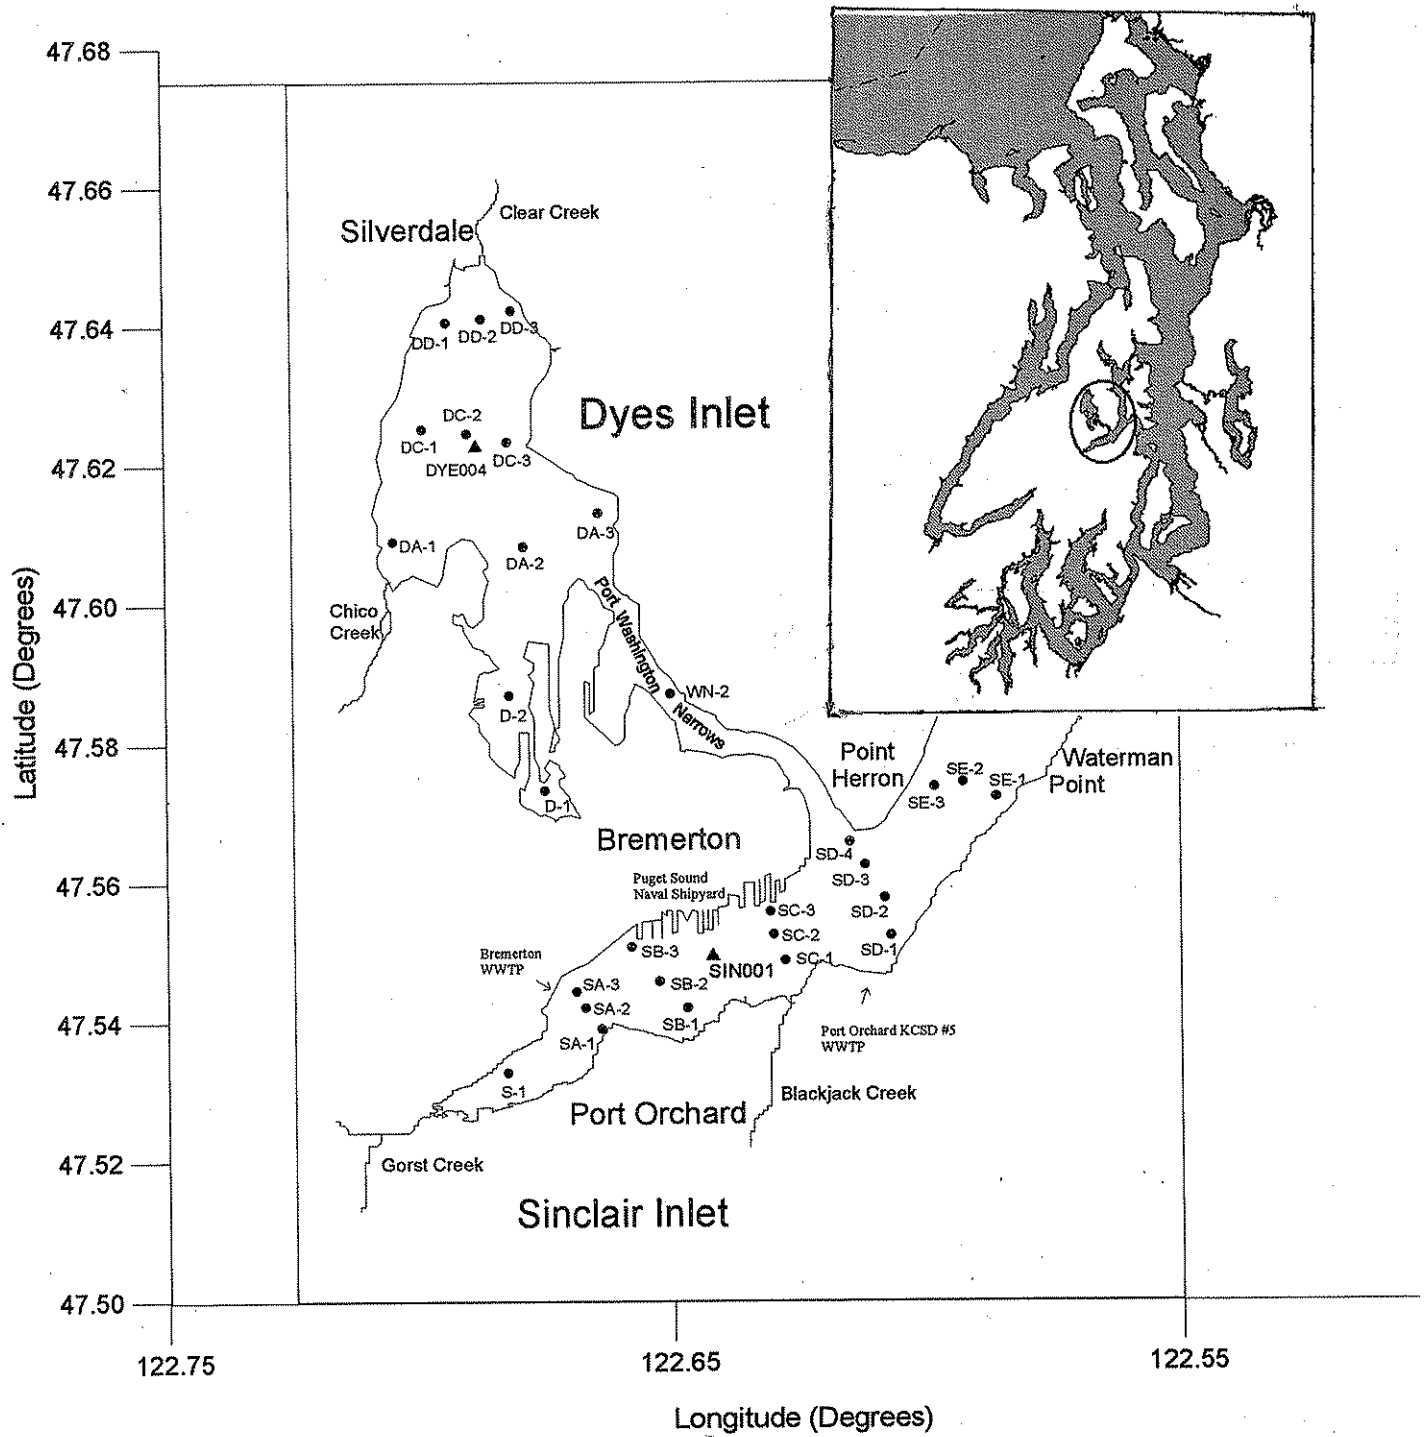 47.68
47.66
Clear Creek
Silverdale
47.64
DD-1
DD-2
DD-3
Dyes Inlet
DC-2
DC-1
DC-3
DYE004
47.62
DA-3
DA-1
DA-2
47.60
Chico
Creek
Port Washington Narrows
WN-2
D-2
47.58
Point
Herron
Waterman
Point
SE-2
SE-1
SE-3
D-1
Bremerton
SD-4
SD-3
47.56
Puget Sound
Naval Shipyard
SC-3
SD-2
SC-2
SD-1
SB-3
SC-1
Bremerton
WWTP
SIN001
SA-3
SB-2
SA-2
47.54
SB-1
SA-1
Port Orchard KCSD #5
WWTP
S-1
Port Orchard
Blackjack Creek
47.52
Gorst Creek
Sinclair Inlet
47.50
122.75
122.65
122.55
Latitude (Degrees)
Longitude (Degrees)